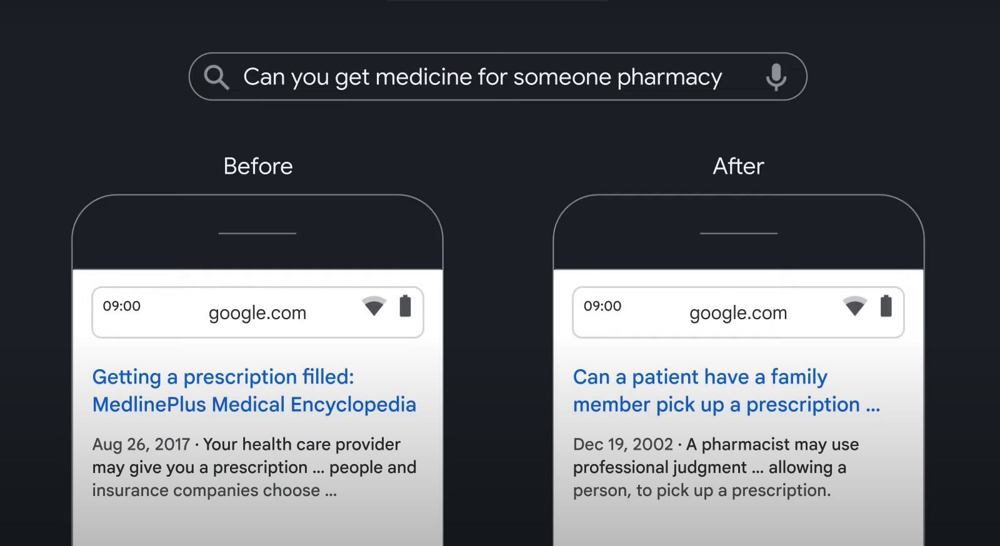 Can you get medicine for someone pharmacy
Before
After
09:00
google.com
Getting a prescription filled:
MedlinePlus Medical Encyclopedia
Aug 26, 2017 · Your health care provider
may give you a prescription ... people and
insurance companies choose ...
09:00
google.com
Can a patient have a family
member pick up a prescription ...
Dec 19, 2002 · A pharmacist may use
professional judgment ... allowing a
person, to pick up a prescription.